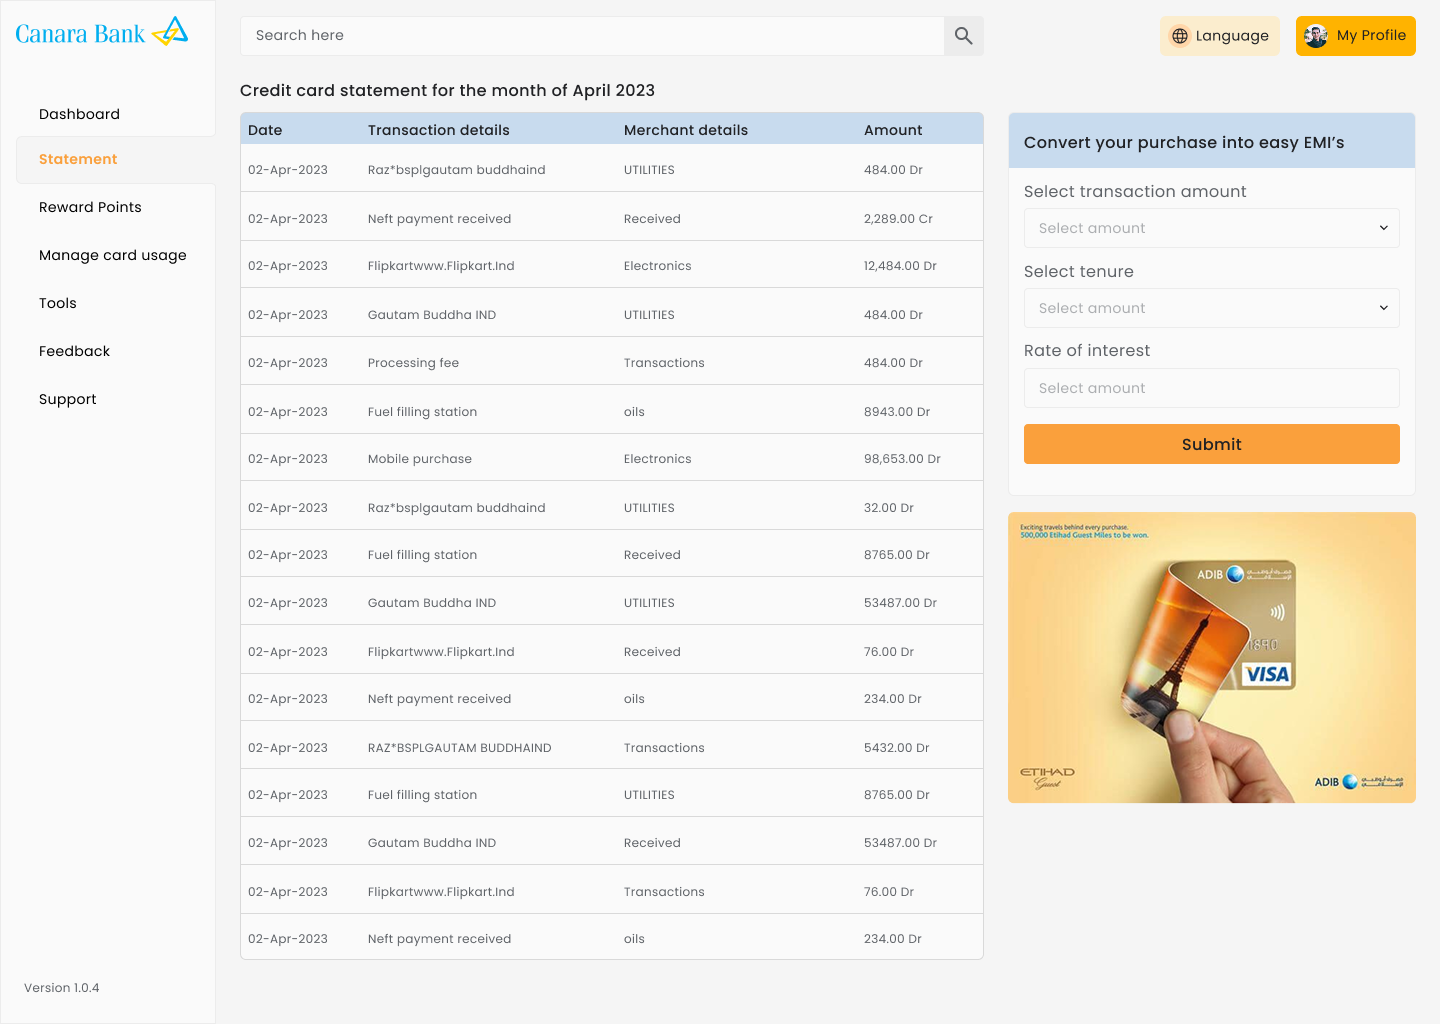 Canara Bank
Search here
Language
My Profile
Dashboard
Statement
Reward Points
Manage card usage
Tools
Feedback
Support
Version 1.0.4
Credit card statement for the month of April 2023
Date Transaction details Merchant details Amount
02-Apr-2023 Raz*bsplgautam buddhaind UTILITIES 484.00 Dr
02-Apr-2023 Neft payment received Received 2,289.00 Cr
02-Apr-2023 Flipkartwww.Flipkart.Ind Electronics 12,484.00 Dr
02-Apr-2023 Gautam Buddha IND UTILITIES 484.00 Dr
02-Apr-2023 Processing fee Transactions 484.00 Dr
02-Apr-2023 Fuel filling station oils 8943.00 Dr
02-Apr-2023 Mobile purchase Electronics 98,653.00 Dr
02-Apr-2023 Raz*bsplgautam buddhaind UTILITIES 32.00 Dr
02-Apr-2023 Fuel filling station Received 8765.00 Dr
02-Apr-2023 Gautam Buddha IND UTILITIES 53487.00 Dr
02-Apr-2023 Flipkartwww.Flipkart.Ind Received 76.00 Dr
02-Apr-2023 Neft payment received oils 234.00 Dr
02-Apr-2023 RAZ*BSPLGAUTAM BUDDHAIND Transactions 5432.00 Dr
02-Apr-2023 Fuel filling station UTILITIES 8765.00 Dr
02-Apr-2023 Gautam Buddha IND Received 53487.00 Dr
02-Apr-2023 Flipkartwww.Flipkart.Ind Transactions 76.00 Dr
02-Apr-2023 Neft payment received oils 234.00 Dr
Convert your purchase into easy EMI’s
Select transaction amount
Select amount
Select tenure
Select amount
Rate of interest
Select amount
Submit
Exciting travels behind every purchase.
500,000 Etihad Guest Miles to be won.
ADIB
1890
VISA
ETIHAD
Guest
ADIB